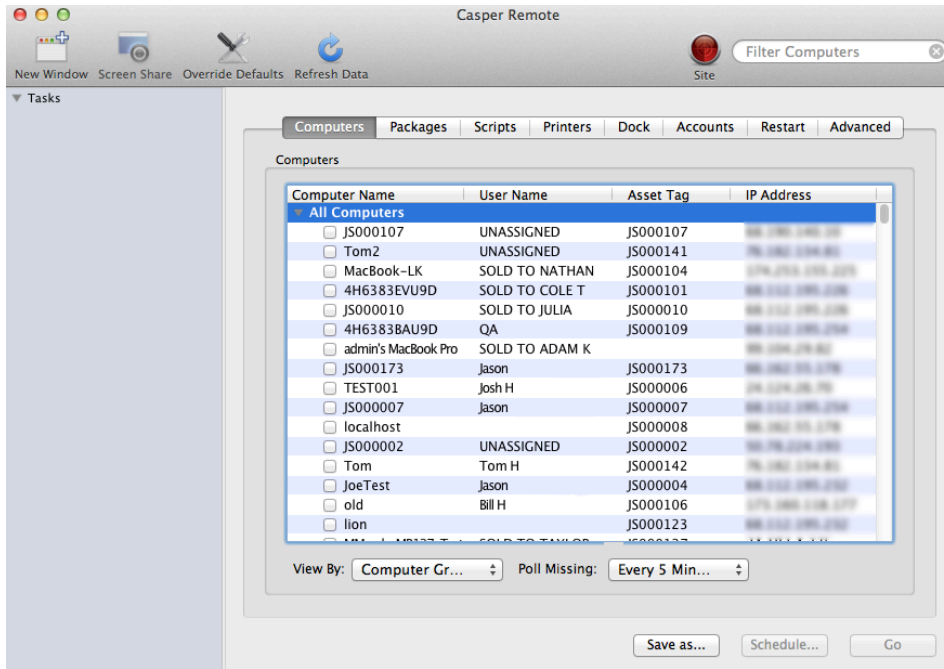 Casper Remote
New Window Screen Share Override Defaults Refresh Data Site Filter Computers
Tasks
Computers Packages Scripts Printers Dock Accounts Restart Advanced
Computers
Computer Name User Name Asset Tag IP Address
All Computers
JS000107 UNASSIGNED JS000107
Tom2 UNASSIGNED JS000141
MacBook-LK SOLD TO NATHAN JS000104
4H6383EVU9D SOLD TO COLE T JS000101
JS000010 SOLD TO JULIA JS000010
4H6383BAU9D QA JS000109
admin's MacBook Pro SOLD TO ADAM K
JS000173 Jason JS000173
TEST001 Josh H JS000006
JS000007 Jason JS000007
localhost JS000008
JS000002 UNASSIGNED JS000002
Tom Tom H JS000142
JoeTest Jason JS000004
old Bill H JS000106
lion JS000123
SOLD TO TAYLOR
View By: Computer Gr... Poll Missing: Every 5 Min...
Save as... Schedule... Go